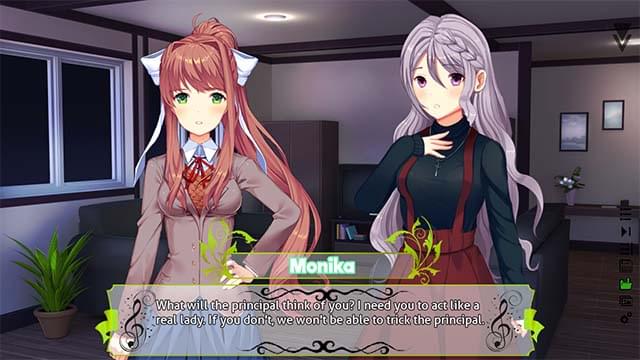 Monika
What will the principal think of you? I need you to act like a
real lady. If you don't, we won't be able to trick the principal.